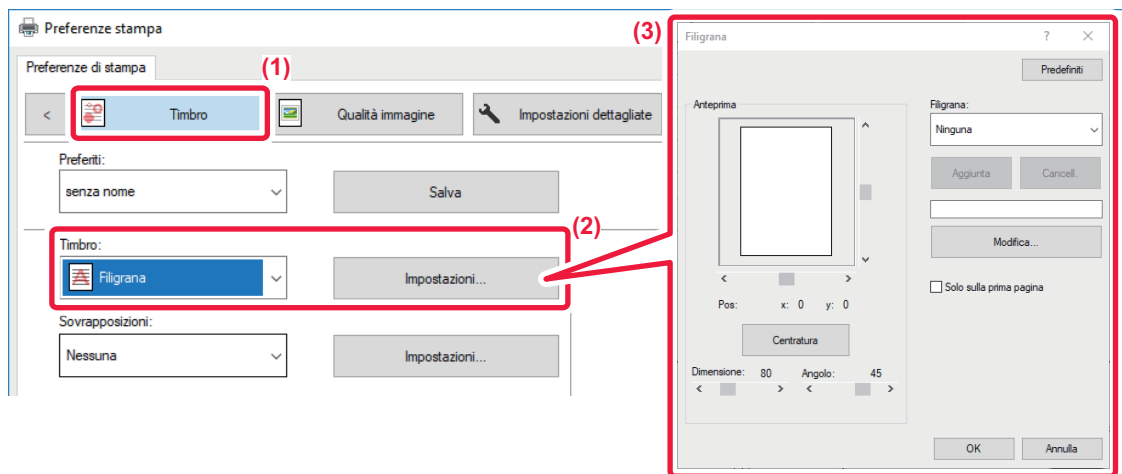 Preferenze stampa
Preferenze di stampa
(1)
< Timbro Qualità immagine Impostazioni dettagliate
Preferiti:
senza nome Salva
(2)
Timbro:
Filigrana Impostazioni...
Sovrapposizioni:
Nessuna Impostazioni...
(3)
Filigrana ? ×
Predefiniti
Anteprima
Filigrana:
Ninguna
Aggiunta Cancell.
Modifica...
Solo sulla prima pagina
Pos: x: 0 y: 0
Centratura
Dimensione: 80 Angolo: 45
OK Annulla